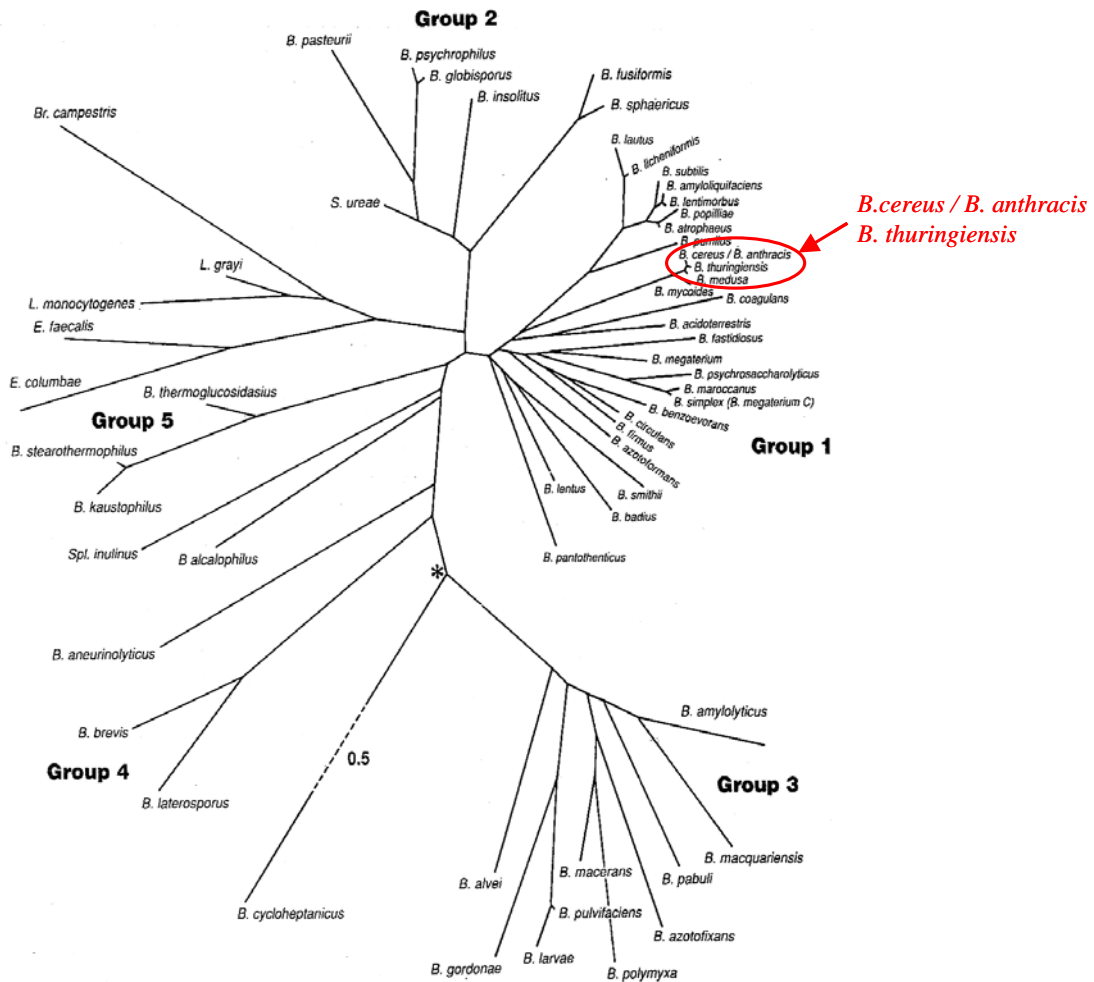 Group 2
B. pasteurii
B. psychrophilus
B. globisporus
B. insolitus
B. fusiformis
B. sphaericus
Br. campestris
S. ureae
B. lautus
B. licheniformis
B. subtilis
B. amyloliquifaciens
B. lentimorbus
B. popilliae
B. atrophaeus
B. pumilus
B. cereus / B. anthracis
B. thuringiensis
B. medusa
B. mycoides
B.cereus / B. anthracis
B. thuringiensis
B. coagulans
B. acidoterrestris
B. fastidiosus
B. megaterium
B. psychrosaccharolyticus
B. maroccanus
B. simplex (B. megaterium C)
B. benzoevorans
B. circulans
B. firmus
B. azotoformans
Group 1
B. lentus
B. smithii
B. badius
B. pantothenticus
L. grayi
L. monocytogenes
E. faecalis
E. columbae
Group 5
B. thermoglucosidasius
B. stearothermophilus
B. kaustophilus
Spl. inulinus
B alcalophilus
*
B. aneurinolyticus
B. brevis
Group 4
B. laterosporus
0.5
B. cycloheptanicus
B. amylolyticus
Group 3
B. macquariensis
B. pabuli
B. macerans
B. alvei
B. pulvifaciens
B. azotofixans
B. larvae
B. gordonae
B. polymyxa